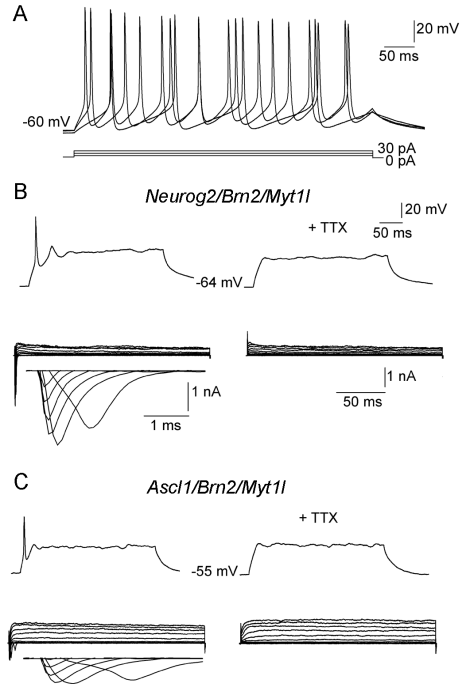 A
20 mV
50 ms
-60 mV
30 pA
0 pA
B
Neurog2/Brn2/Myt1l
20 mV
50 ms
+ TTX
-64 mV
1 nA
1 ms
1 nA
50 ms
C
Ascl1/Brn2/Myt1l
+ TTX
-55 mV